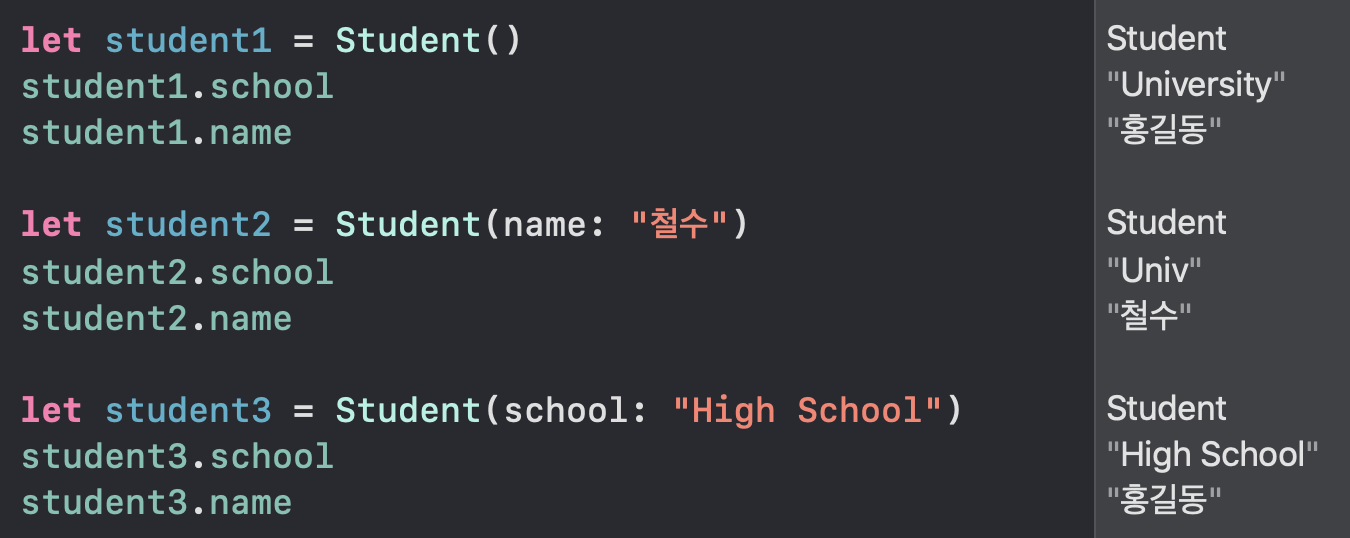 let student1 = Student() Student
student1.school "University"
student1.name "홍길동"
let student2 = Student(name: "철수") Student
student2.school "Univ"
student2.name "철수"
let student3 = Student(school: "High School") Student
student3.school "High School"
student3.name "홍길동"